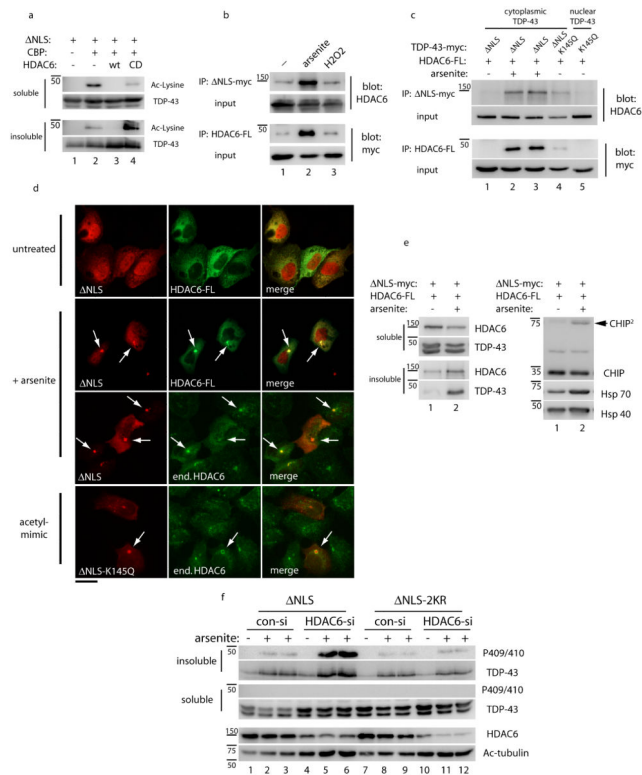 a
ΔNLS: + + + +
CBP: - + + +
HDAC6: - - wt CD
soluble
50
Ac-Lysine
TDP-43
insoluble
50
Ac-Lysine
TDP-43
1 2 3 4
b
– arsenite H2O2
IP: ΔNLS-myc
150
input
blot: HDAC6
IP: HDAC6-FL
50
input
blot: myc
1 2 3
c
cytoplasmic TDP-43
nuclear TDP-43
TDP-43-myc: ΔNLS ΔNLS ΔNLS ΔNLS K145Q K145Q
HDAC6-FL: + + + + +
arsenite: + +
IP: ΔNLS-myc
150
input
blot: HDAC6
IP: HDAC6-FL
50
input
blot: myc
1 2 3 4 5
d
untreated
ΔNLS
HDAC6-FL
merge
+ arsenite
ΔNLS
HDAC6-FL
merge
ΔNLS
end. HDAC6
merge
acetyl-mimic
ΔNLS-K145Q
end. HDAC6
merge
e
ΔNLS-myc: + +
HDAC6-FL: + +
arsenite: - +
soluble
150
HDAC6
50
TDP-43
insoluble
150
HDAC6
50
TDP-43
1 2
ΔNLS-myc: + +
HDAC6-FL: + +
arsenite: - +
75
CHIP2
35
CHIP
75
Hsp 70
50
Hsp 40
1 2
f
ΔNLS ΔNLS-2KR
con-si HDAC6-si con-si HDAC6-si
arsenite: - + + - + + - + + - + +
insoluble
50
P409/410
TDP-43
soluble
50
P409/410
TDP-43
150
HDAC6
75
50
Ac-tubulin
1 2 3 4 5 6 7 8 9 10 11 12